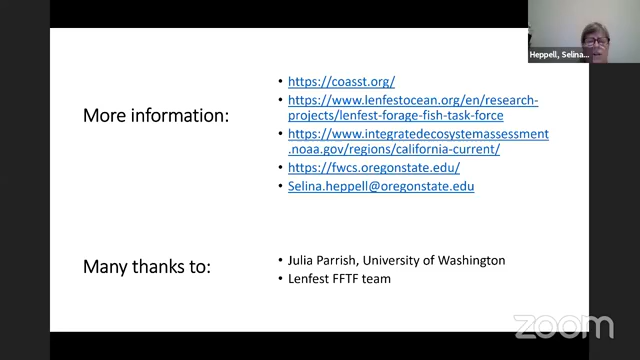 Heppell, Selina...
More information:
• https://coasst.org/
• https://www.lenfestocean.org/en/research-
projects/lenfest-forage-fish-task-force
• https://www.integratedecosystemassessment
.noaa.gov/regions/california-current/
• https://fwcs.oregonstate.edu/
• Selina.heppell@oregonstate.edu
Many thanks to:
• Julia Parrish, University of Washington
• Lenfest FFTF team
zoom